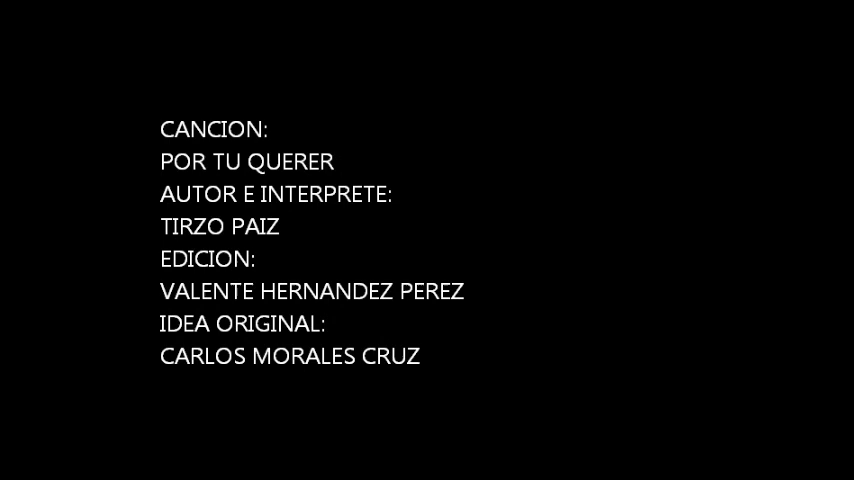 CANCION:
POR TU QUERER
AUTOR E INTERPRETE:
TIRZO PAIZ
EDICION:
VALENTE HERNANDEZ PEREZ
IDEA ORIGINAL:
CARLOS MORALES CRUZ